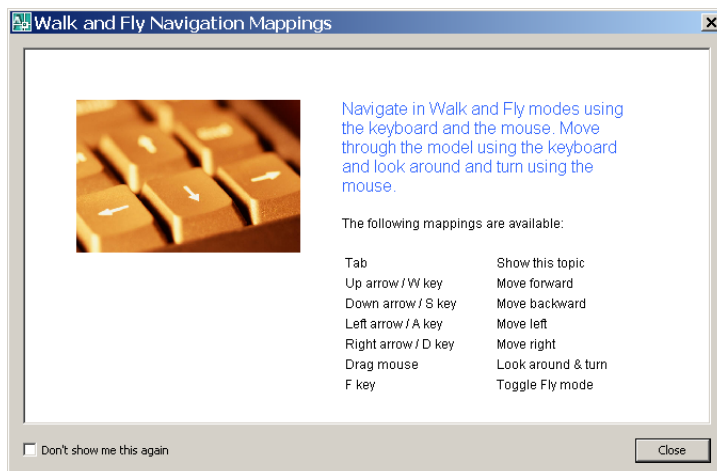 Walk and Fly Navigation Mappings
Navigate in Walk and Fly modes using
the keyboard and the mouse. Move
through the model using the keyboard
and look around and turn using the
mouse.
The following mappings are available:
Tab Show this topic
Up arrow / W key Move forward
Down arrow / S key Move backward
Left arrow / A key Move left
Right arrow / D key Move right
Drag mouse Look around & turn
F key Toggle Fly mode
Don't show me this again
Close